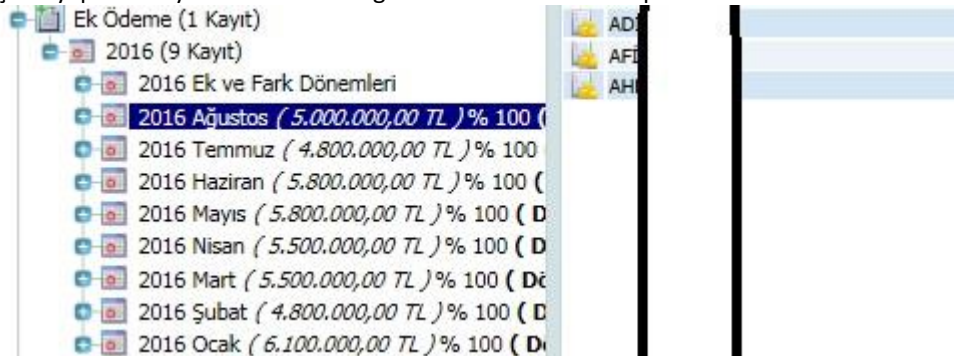 Ek Ödeme (1 Kayıt)
2016 (9 Kayıt)
2016 Ek ve Fark Dönemleri
2016 Ağustos ( 5.000.000,00 TL ) % 100 (
2016 Temmuz ( 4.800.000,00 TL ) % 100
2016 Haziran ( 5.800.000,00 TL ) % 100 (
2016 Mayıs ( 5.800.000,00 TL ) % 100 ( D
2016 Nisan ( 5.500.000,00 TL ) % 100 ( D
2016 Mart ( 5.500.000,00 TL ) % 100 ( Dö
2016 Şubat ( 4.800.000,00 TL ) % 100 ( D
2016 Ocak ( 6.100.000,00 TL ) % 100 ( D
ADİ
AFİ